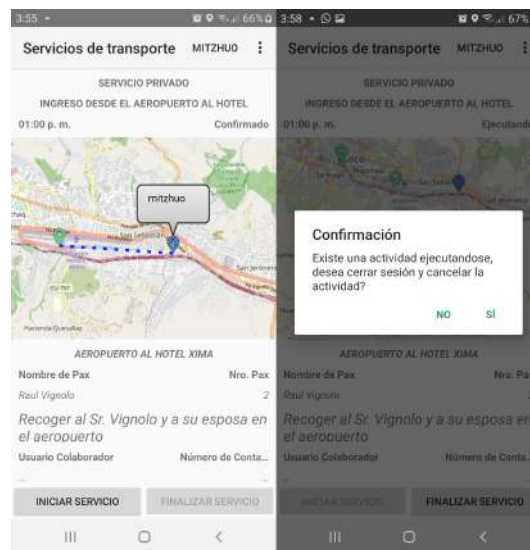 3:55
66%
Servicios de transporte MITZHUO
SERVICIO PRIVADO
INGRESO DESDE EL AEROPUERTO AL HOTEL
01:00 p. m. Confirmado
mitzhuo
San Sebastián
San Jerónimo
AEROPUERTO AL HOTEL XIMA
Nombre de Pax Nro. Pax
Raul Vignolo 2
Recoger al Sr. Vignolo y a su esposa en
el aeropuerto
Usuario Colaborador Número de Conta...
INICIAR SERVICIO FINALIZAR SERVICIO
3:58
67%
Servicios de transporte MITZHUO
SERVICIO PRIVADO
INGRESO DESDE EL AEROPUERTO AL HOTEL
01:00 p. m. Ejecutando
Confirmación
Existe una actividad ejecutandose,
desea cerrar sesión y cancelar la
actividad?
NO SÍ
AEROPUERTO AL HOTEL XIMA
Nombre de Pax Nro. Pa
Raul Vignolo
Recoger al Sr. Vignolo y a su esposa en
el aeropuerto
Usuario Colaborador Número de Conta...
INICIAR SERVICIO FINALIZAR SERVICIO